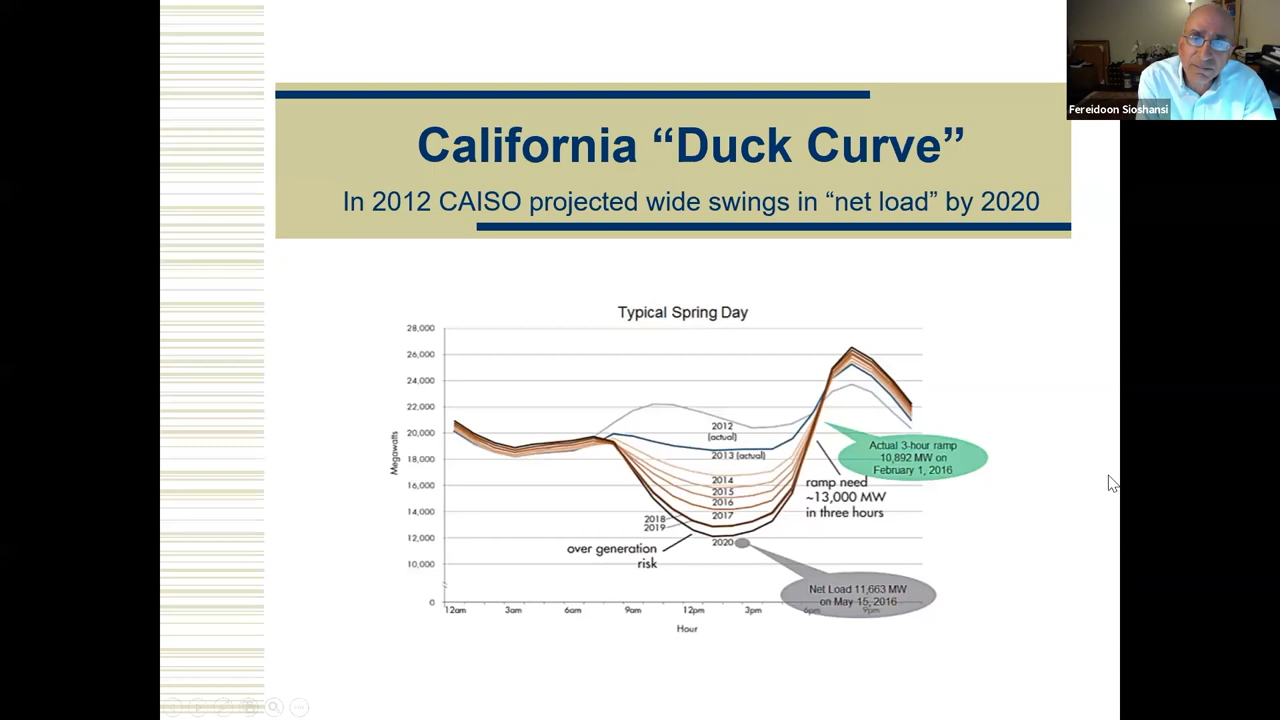 Fereidoon Sioshansi
California “Duck Curve”
In 2012 CAISO projected wide swings in “net load” by 2020
Typical Spring Day
28,000
26,000
24,000
22,000
20,000
18,000
16,000
14,000
12,000
10,000
0
Megawatts
2012
(actual)
2013 (actual)
2014
2015
2016
2017
2018
2019
2020
over generation
risk
ramp need
~13,000 MW
in three hours
Actual 3-hour ramp
10,892 MW on
February 1, 2016
Net Load 11,663 MW
on May 15, 2016
12am
3am
6am
9am
12pm
3pm
6pm
9pm
Hour